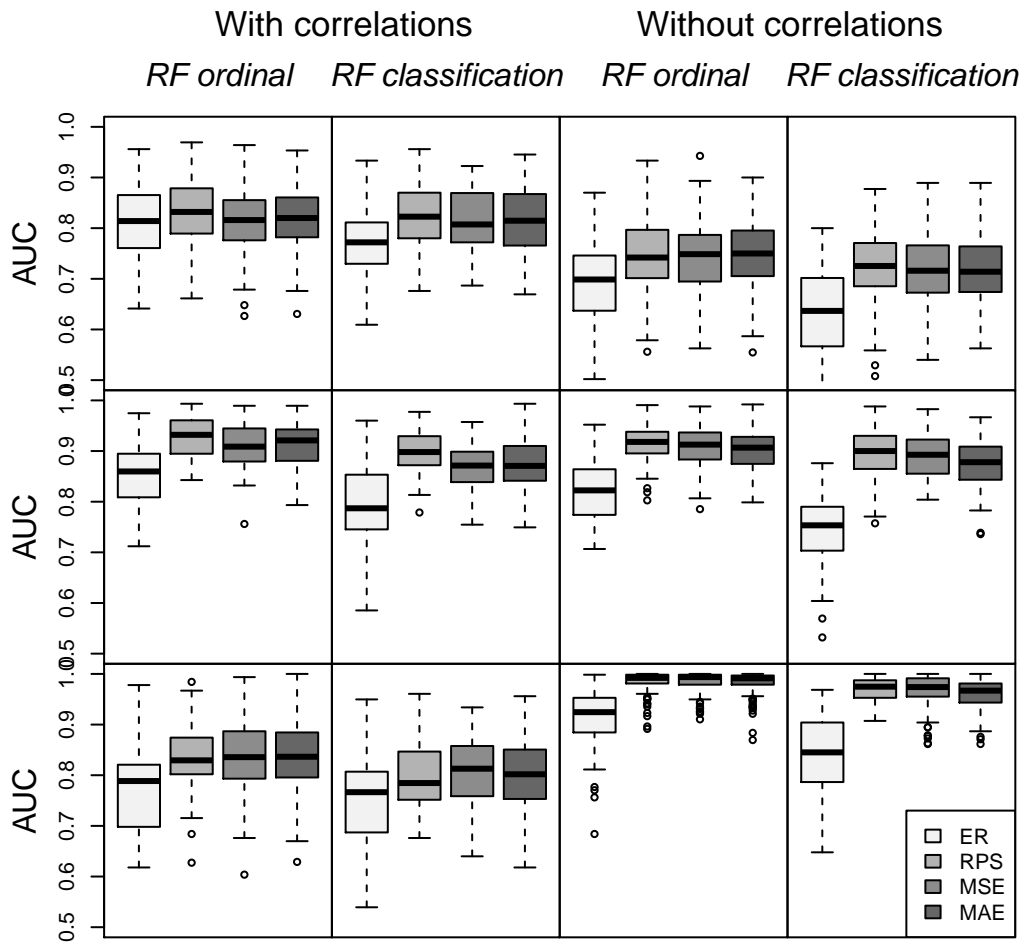 With correlations Without correlations
RF ordinal RF classification RF ordinal RF classification
AUC
1.0
0.9
0.8
0.7
0.6
0.5
AUC
1.0
0.9
0.8
0.7
0.6
0.5
AUC
1.0
0.9
0.8
0.7
0.6
0.5
ER
RPS
MSE
MAE